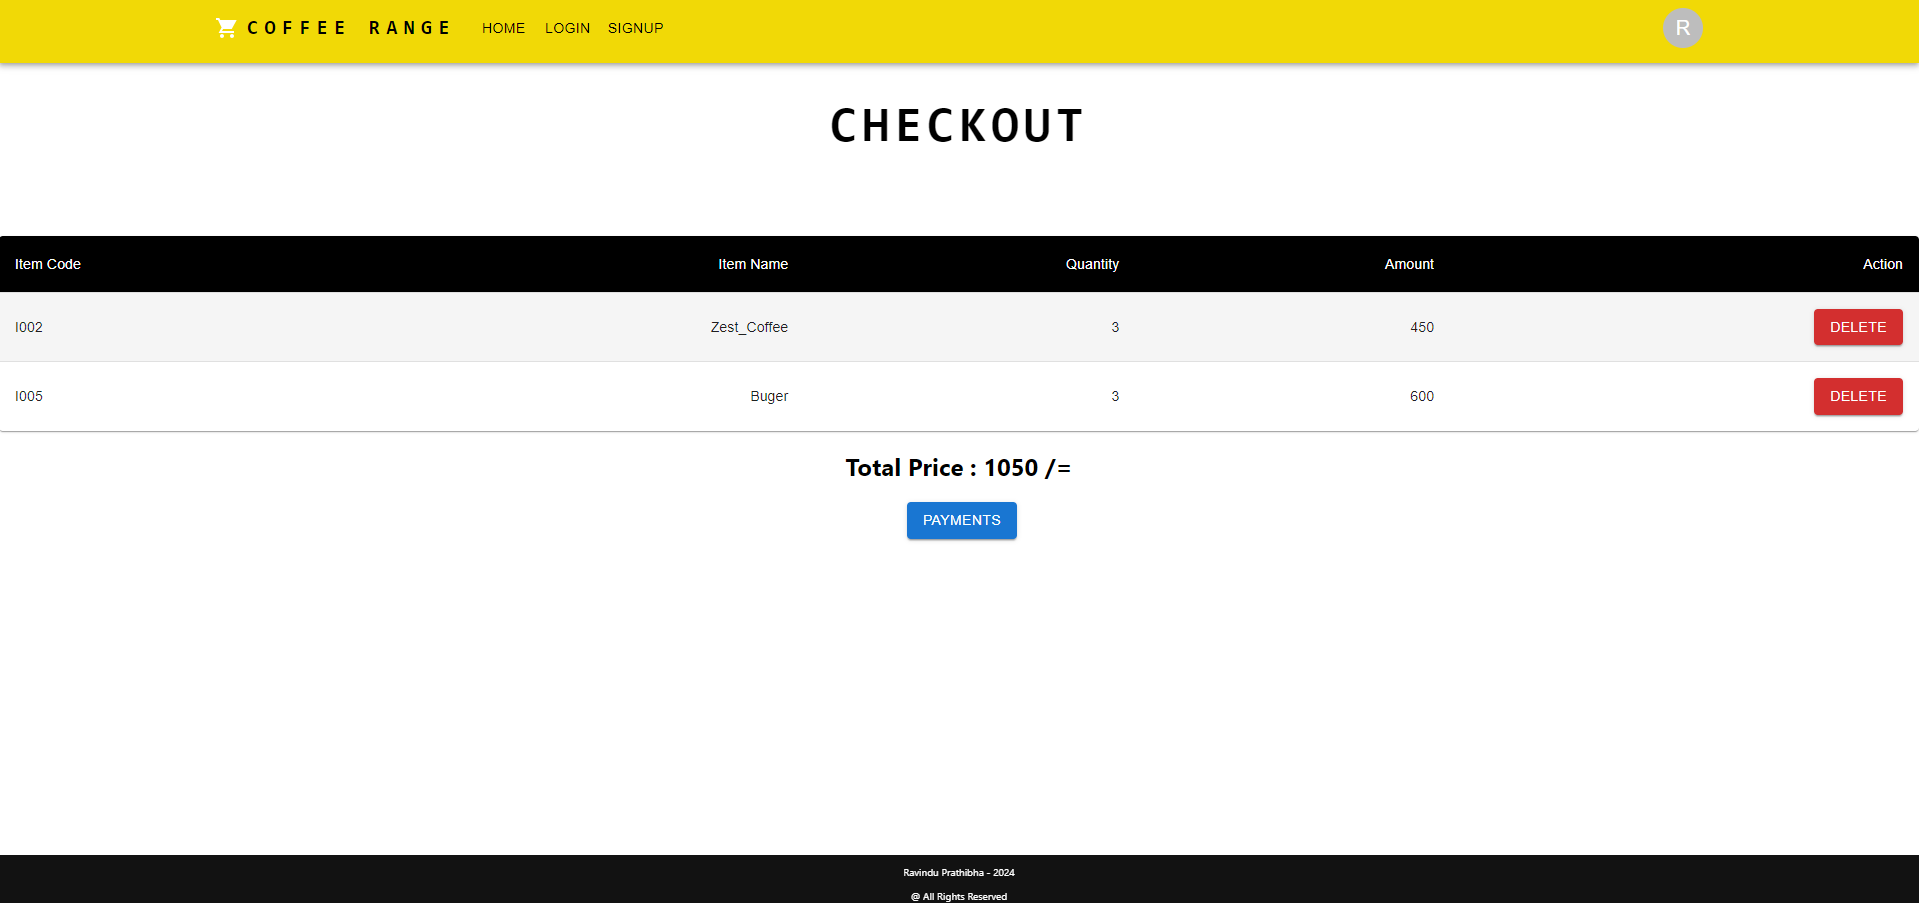 COFFEE RANGE HOME LOGIN SIGNUP R
CHECKOUT
Item Code Item Name Quantity Amount Action
I002 Zest_Coffee 3 450 DELETE
I005 Buger 3 600 DELETE
Total Price : 1050 /=
PAYMENTS
Ravindu Prathibha - 2024
@ All Rights Reserved